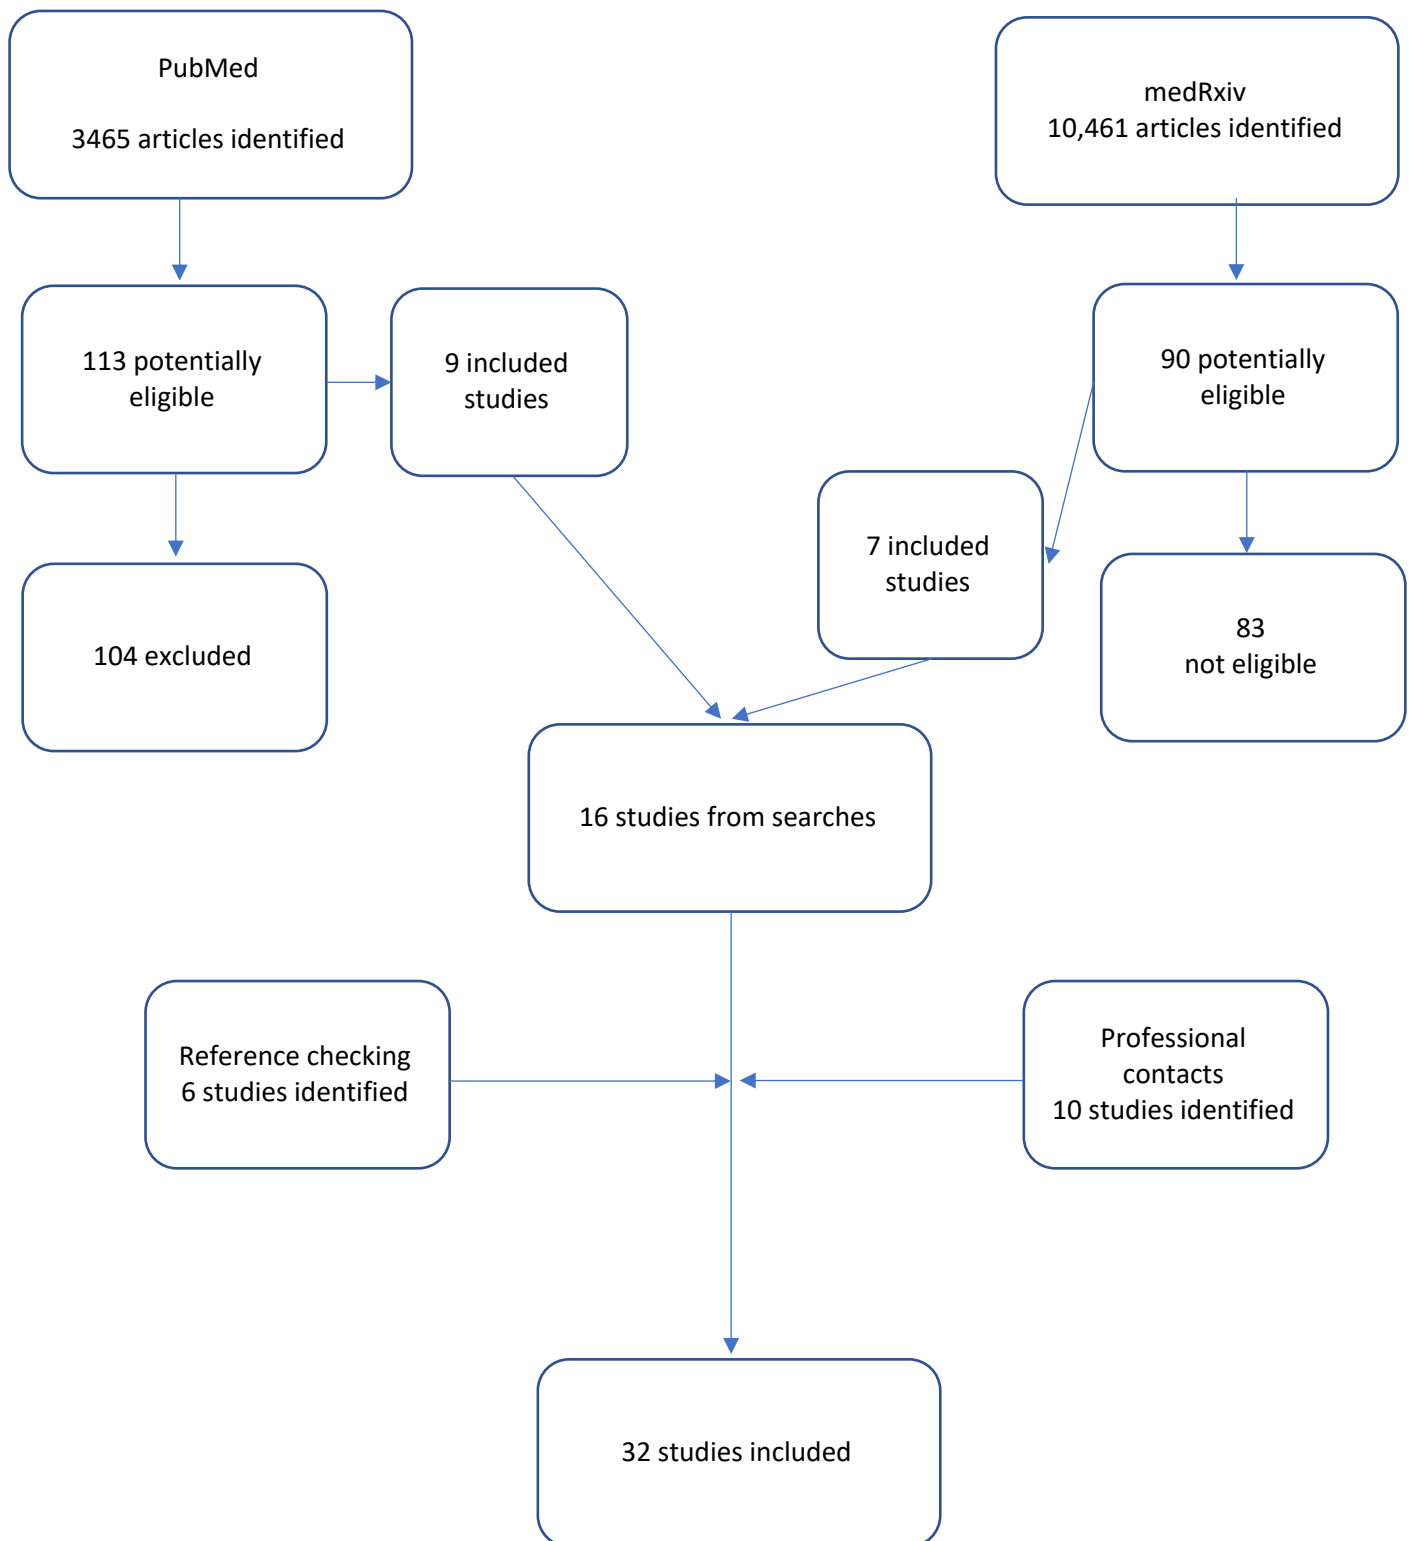 PubMed
3465 articles identified
medRxiv
10,461 articles identified
113 potentially
eligible
9 included
studies
90 potentially
eligible
7 included
studies
104 excluded
83
not eligible
16 studies from searches
Reference checking
6 studies identified
Professional
contacts
10 studies identified
32 studies included